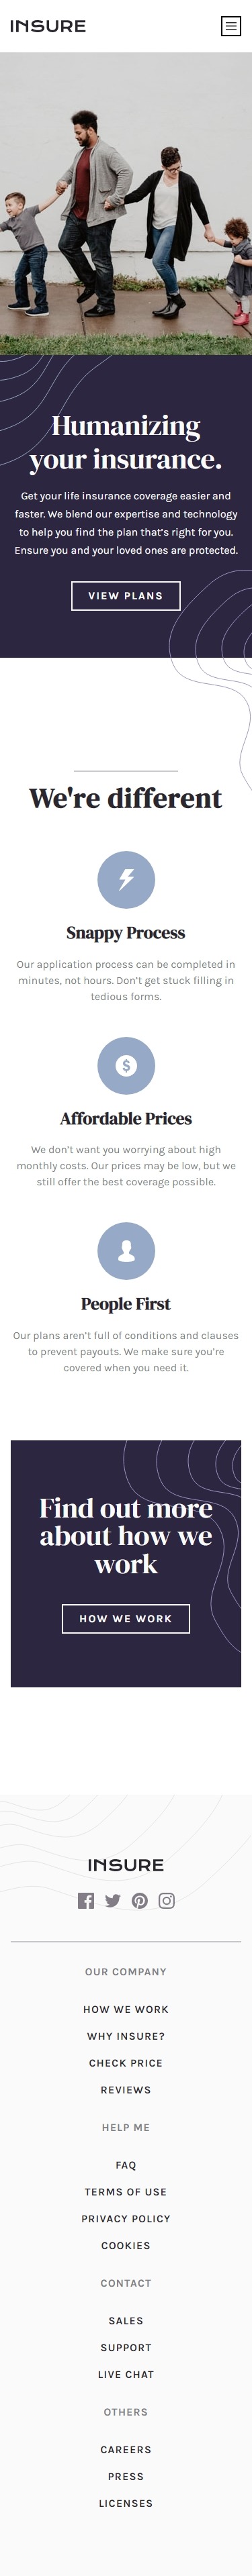 INSURE
Humanizing
your insurance.
Get your life insurance coverage easier and
faster. We blend our expertise and technology
to help you find the plan that’s right for you.
Ensure you and your loved ones are protected.
VIEW PLANS
We're different
Snappy Process
Our application process can be completed in
minutes, not hours. Don’t get stuck filling in
tedious forms.
Affordable Prices
We don’t want you worrying about high
monthly costs. Our prices may be low, but we
still offer the best coverage possible.
People First
Our plans aren’t full of conditions and clauses
to prevent payouts. We make sure you’re
covered when you need it.
Find out more
about how we
work
HOW WE WORK
INSURE
OUR COMPANY
HOW WE WORK
WHY INSURE?
CHECK PRICE
REVIEWS
HELP ME
FAQ
TERMS OF USE
PRIVACY POLICY
COOKIES
CONTACT
SALES
SUPPORT
LIVE CHAT
OTHERS
CAREERS
PRESS
LICENSES